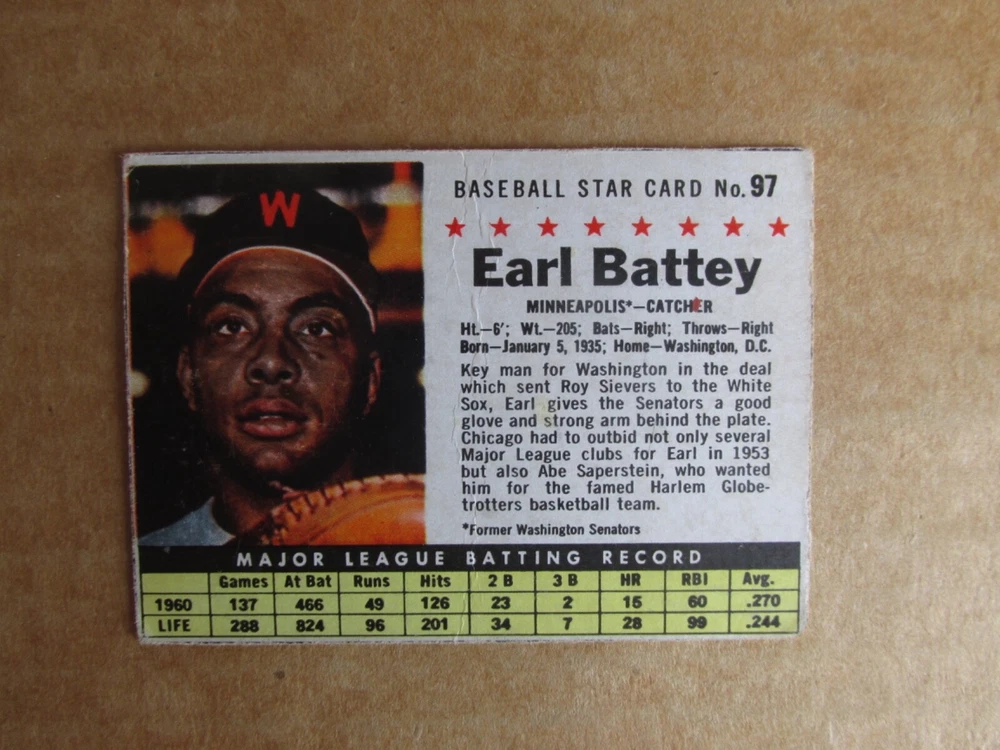 W
BASEBALL STAR CARD No. 97
Earl Battey
MINNEAPOLIS*—CATCHER
Ht.—6'; Wt.—205; Bats—Right; Throws—Right
Born—January 5, 1935; Home—Washington, D.C.
Key man for Washington in the deal
which sent Roy Sievers to the White
Sox, Earl gives the Senators a good
glove and strong arm behind the plate.
Chicago had to outbid not only several
Major League clubs for Earl in 1953
but also Abe Saperstein, who wanted
him for the famed Harlem Globe-
trotters basketball team.
*Former Washington Senators
MAJOR LEAGUE BATTING RECORD
Games At Bat Runs Hits 2 B 3 B HR RBI Avg.
1960 137 466 49 126 23 2 15 60 .270
LIFE 288 824 96 201 34 7 28 99 .244